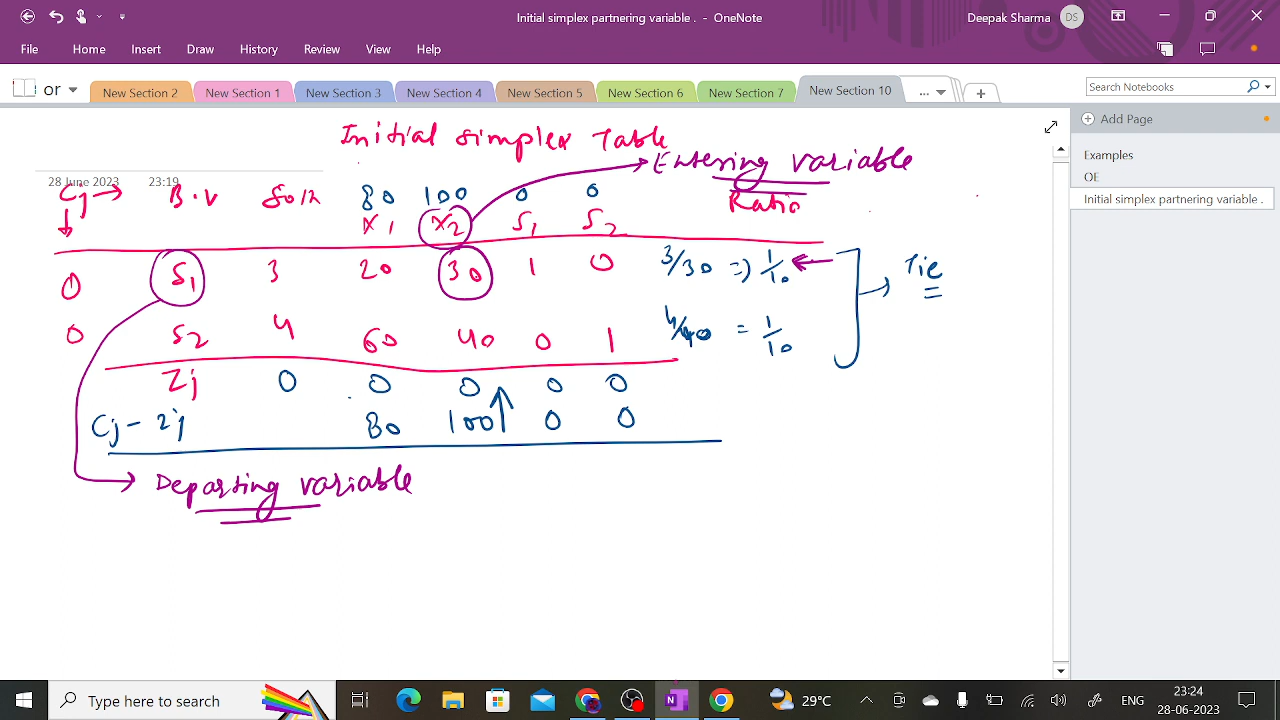 Initial simplex partnering variable . - OneNote
Deepak Sharma DS
File Home Insert Draw History Review View Help
or New Section 2 New Section 1 New Section 3 New Section 4 New Section 5 New Section 6 New Section 7 New Section 10 ... +
Search Notebooks
Add Page
Examples
OE
Initial simplex partnering variable .
Initial simplex Table
Entering variable
28 June 2023 23:19
Cj → B.V Soln 80 100 0 0 Ratio
X1 X2 S1 S2
0 S1 3 20 30 1 0 3/30 => 1/10
Tie
0 S2 4 60 40 0 1 4/40 = 1/10
Zj 0 0 0 0 0
Cj - Zj 80 100 0 0
Departing variable
Type here to search
29°C
ENG
28-06-2023